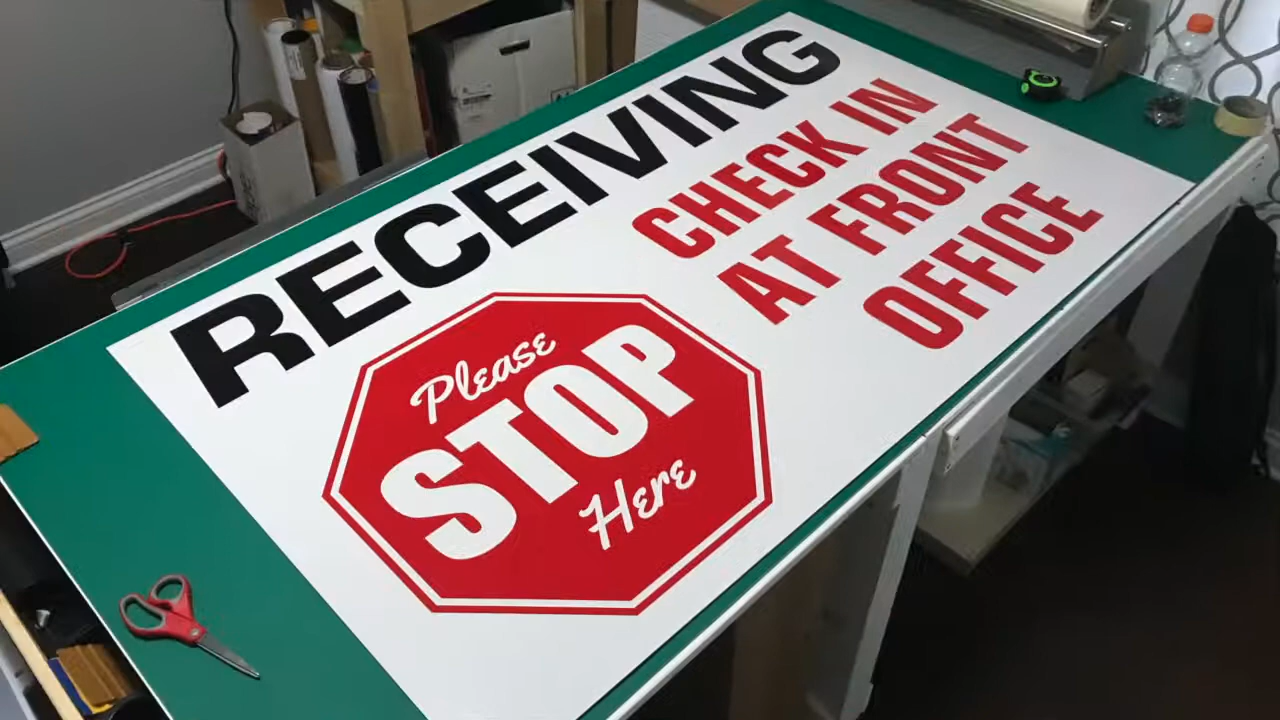 RECEIVING
Please
STOP
Here
CHECK IN
AT FRONT
OFFICE